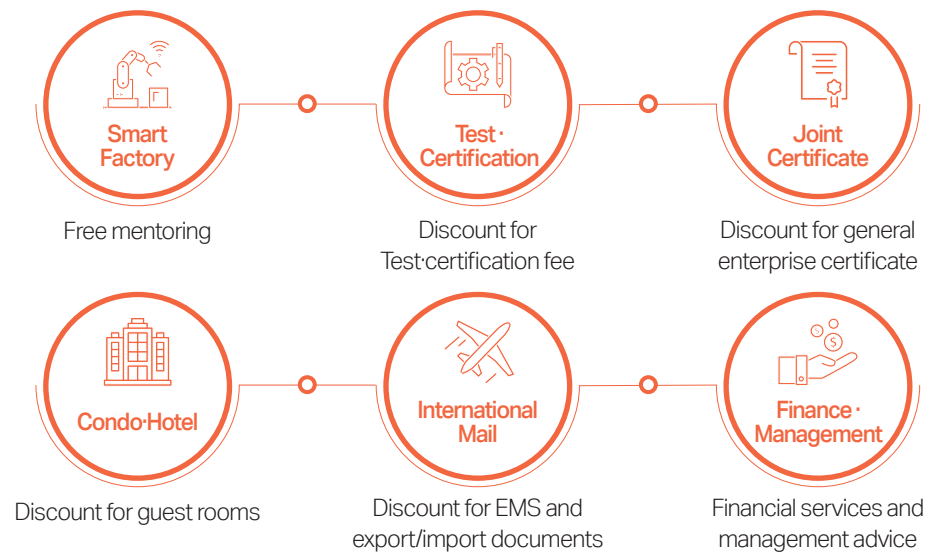 Smart
Factory
Free mentoring
Test·
Certification
Discount for
Test·certification fee
Joint
Certificate
Discount for general
enterprise certificate
Condo·Hotel
Discount for guest rooms
International
Mail
Discount for EMS and
export/import documents
$
$
Finance·
Management
Financial services and
management advice